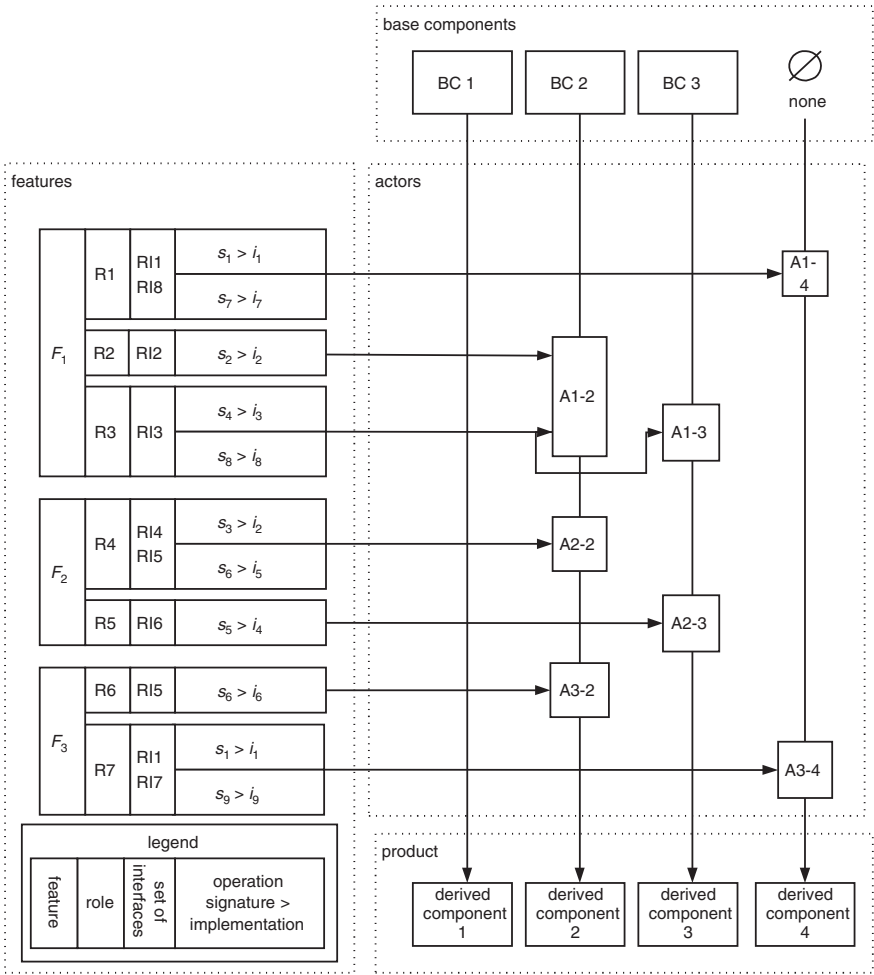 base components
BC 1
BC 2
BC 3
none
features
actors
F1
R1
RI1
RI8
s1 > i1
s7 > i7
A1-
4
R2
RI2
s2 > i2
A1-2
R3
RI3
s4 > i3
s8 > i8
A1-3
F2
R4
RI4
RI5
s3 > i2
s6 > i5
A2-2
R5
RI6
s5 > i4
A2-3
F3
R6
RI5
s6 > i6
A3-2
R7
RI1
RI7
s1 > i1
s9 > i9
A3-4
legend
feature
role
set of
interfaces
operation
signature >
implementation
product
derived
component
1
derived
component
2
derived
component
3
derived
component
4